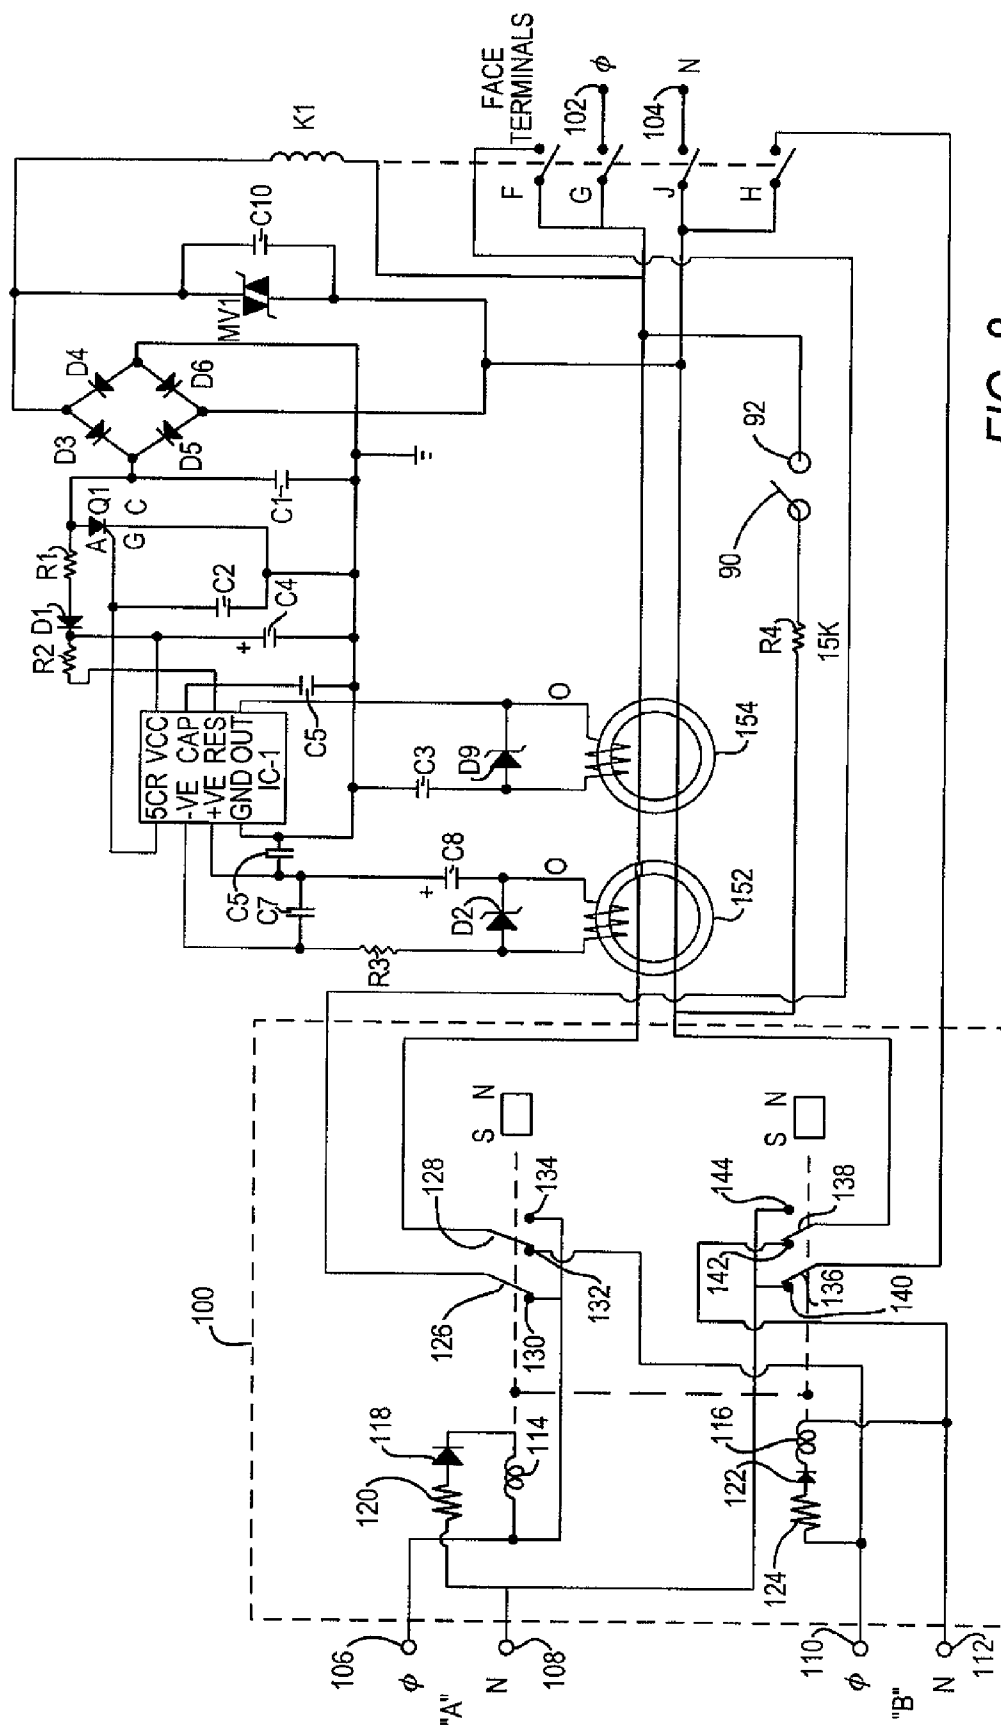 K1
FACE
TERMINALS
102
ϕ
104
N
F
G
J
H
C10
MV1
D4
D6
D3
D5
Q1
C
A
G
C1
R1
D1
R2
C2
C4
+
5CR VCC
-VE CAP
+VE RES
GND OUT
IC-1
C5
C3
D9
O
154
C5
C7
C8
+
D2
O
R3
152
92
90
R4
15K
100
S N
128
134
126
130
132
118
120
114
S N
144
138
142
136
140
116
122
124
106
ϕ
"A"
N
108
110
ϕ
"B"
N
112